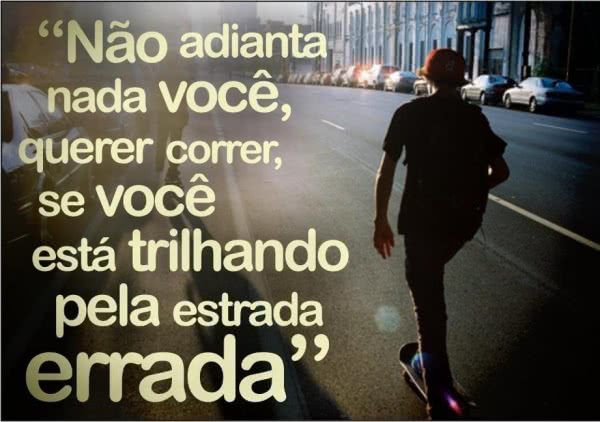 “Não adianta
nada você,
querer correr,
se você
está trilhando
pela estrada
errada”